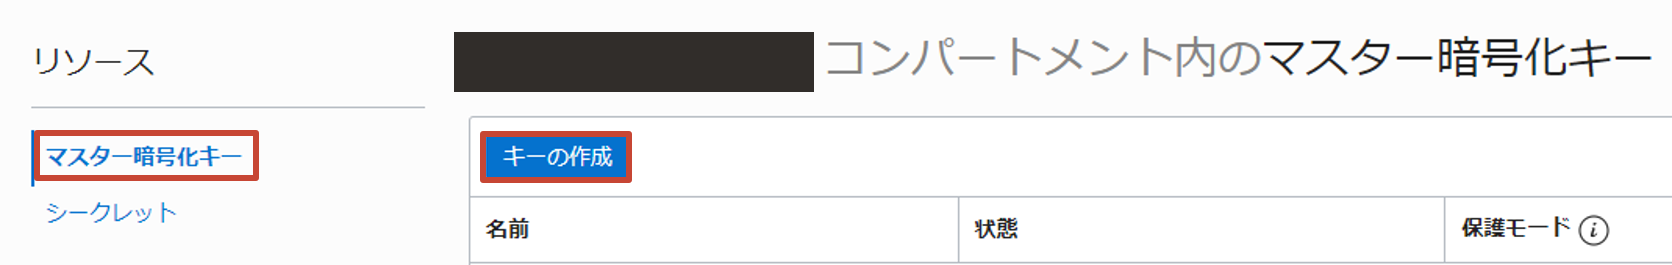 リソース
マスター暗号化キー
シークレット
コンパートメント内のマスター暗号化キー
キーの作成
名前 状態 保護モード i